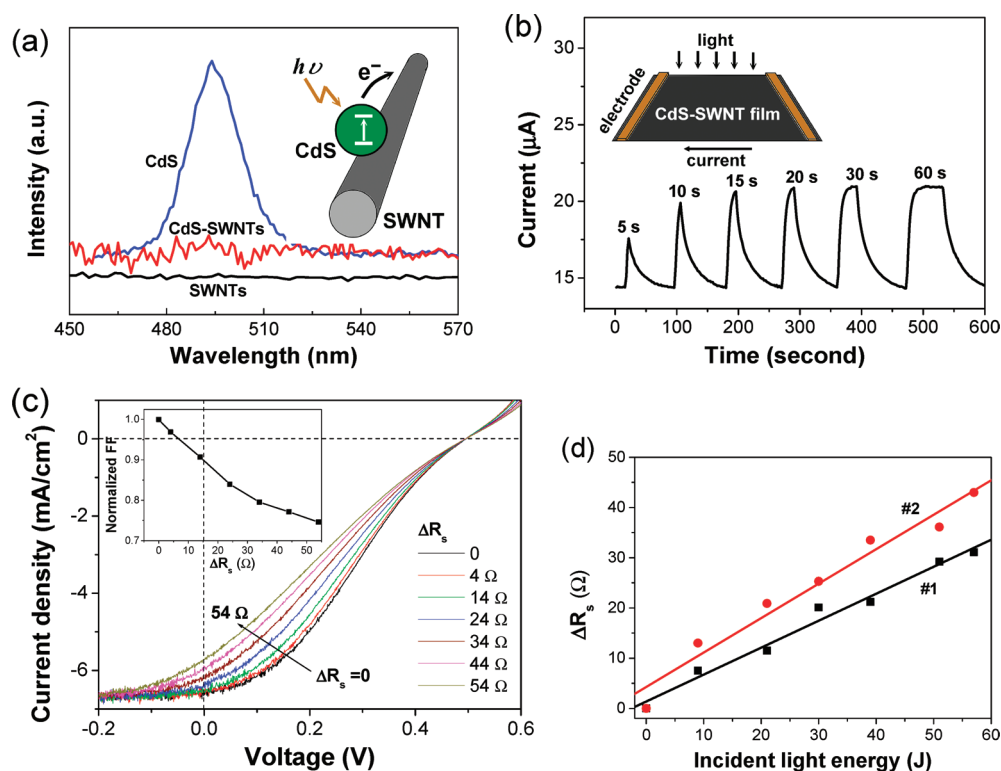 (a)
Intensity (a.u.)
hυ
e⁻
CdS
SWNT
CdS
CdS-SWNTs
SWNTs
450 480 510 540 570
Wavelength (nm)
(b)
Current (μA)
30
25
20
15
light
electrode
CdS-SWNT film
current
5 s
10 s
15 s
20 s
30 s
60 s
0 100 200 300 400 500 600
Time (second)
(c)
Current density (mA/cm²)
0
-2
-4
-6
Normalized FF
1.0
0.9
0.8
0.7
0 10 20 30 40 50
ΔRs (Ω)
54 Ω
ΔRs =0
ΔRs
0
4 Ω
14 Ω
24 Ω
34 Ω
44 Ω
54 Ω
-0.2 0.0 0.2 0.4 0.6
Voltage (V)
(d)
ΔRs (Ω)
50
40
30
20
10
0
#2
#1
0 10 20 30 40 50 60
Incident light energy (J)